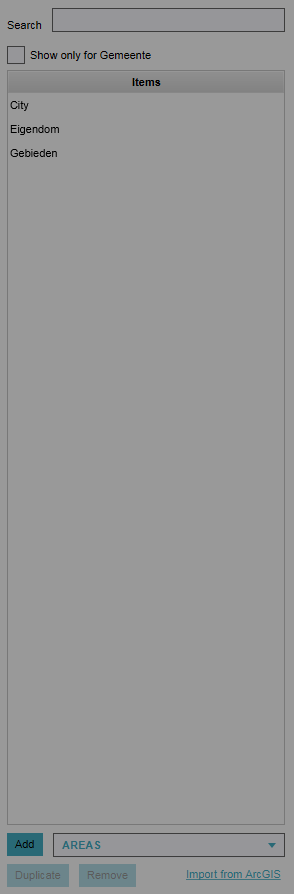 Search
Show only for Gemeente
Items
City
Eigendom
Gebieden
Add AREAS
Duplicate Remove Import from ArcGIS